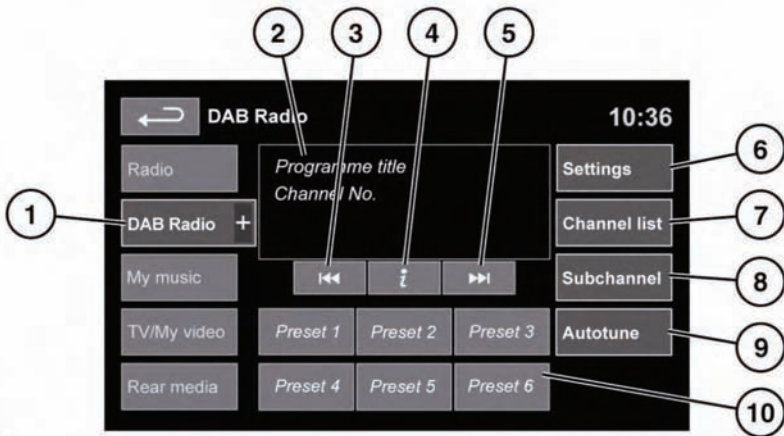 2 3 4 5
DAB Radio 10:36
Radio
Programme title
Channel No.
Settings
6
1
DAB Radio +
Channel list
7
My music
i
Subchannel
8
TV/My video
Preset 1 Preset 2 Preset 3
Autotune
9
Rear media
Preset 4 Preset 5 Preset 6
10